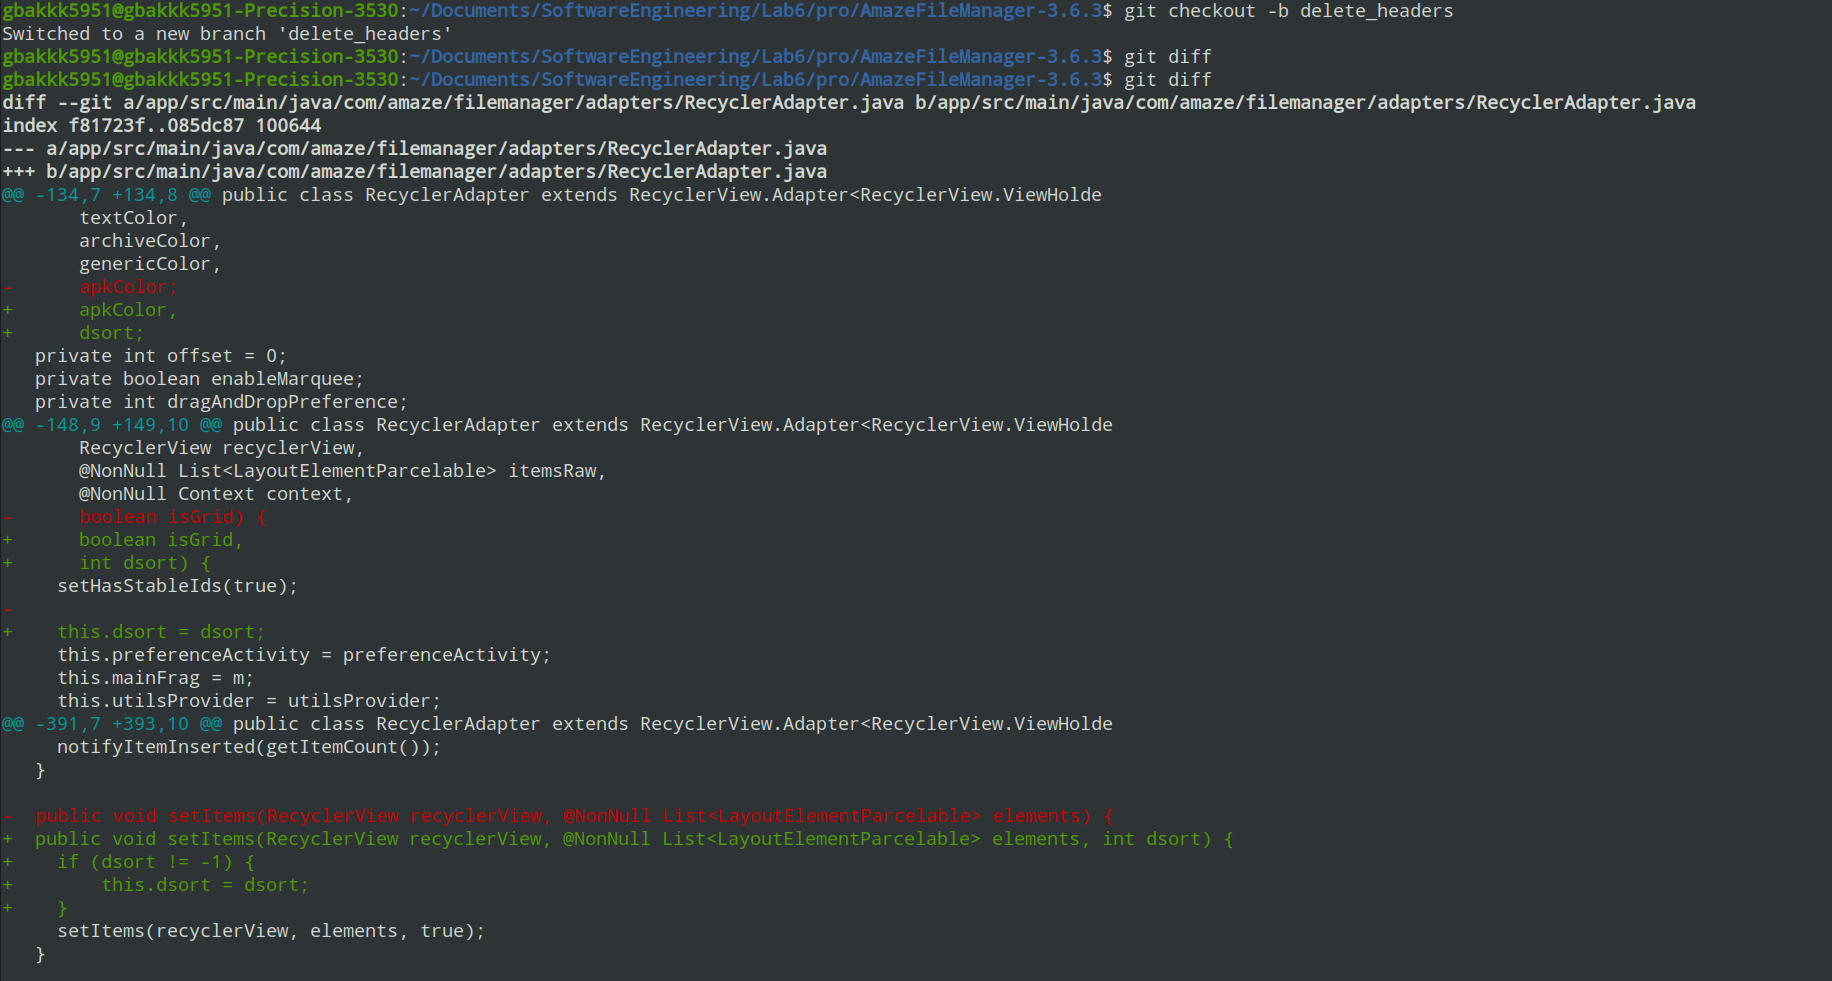 gbakkk5951@gbakkk5951-Precision-3530:~/Documents/SoftwareEngineering/Lab6/pro/AmazeFileManager-3.6.3$ git checkout -b delete_headers
Switched to a new branch 'delete_headers'
gbakkk5951@gbakkk5951-Precision-3530:~/Documents/SoftwareEngineering/Lab6/pro/AmazeFileManager-3.6.3$ git diff
gbakkk5951@gbakkk5951-Precision-3530:~/Documents/SoftwareEngineering/Lab6/pro/AmazeFileManager-3.6.3$ git diff
diff --git a/app/src/main/java/com/amaze/filemanager/adapters/RecyclerAdapter.java b/app/src/main/java/com/amaze/filemanager/adapters/RecyclerAdapter.java
index f81723f..085dc87 100644
--- a/app/src/main/java/com/amaze/filemanager/adapters/RecyclerAdapter.java
+++ b/app/src/main/java/com/amaze/filemanager/adapters/RecyclerAdapter.java
@@ -134,7 +134,8 @@ public class RecyclerAdapter extends RecyclerView.Adapter<RecyclerView.ViewHolde
       textColor,
       archiveColor,
       genericColor,
-      apkColor;
+      apkColor,
+      dsort;
   private int offset = 0;
   private boolean enableMarquee;
   private int dragAndDropPreference;
@@ -148,9 +149,10 @@ public class RecyclerAdapter extends RecyclerView.Adapter<RecyclerView.ViewHolde
       RecyclerView recyclerView,
       @NonNull List<LayoutElementParcelable> itemsRaw,
       @NonNull Context context,
-      boolean isGrid) {
+      boolean isGrid,
+      int dsort) {
     setHasStableIds(true);
-
+    this.dsort = dsort;
     this.preferenceActivity = preferenceActivity;
     this.mainFrag = m;
     this.utilsProvider = utilsProvider;
@@ -391,7 +393,10 @@ public class RecyclerAdapter extends RecyclerView.Adapter<RecyclerView.ViewHolde
     notifyItemInserted(getItemCount());
   }
-  public void setItems(RecyclerView recyclerView, @NonNull List<LayoutElementParcelable> elements) {
+  public void setItems(RecyclerView recyclerView, @NonNull List<LayoutElementParcelable> elements, int dsort) {
+    if (dsort != -1) {
+        this.dsort = dsort;
+    }
     setItems(recyclerView, elements, true);
   }